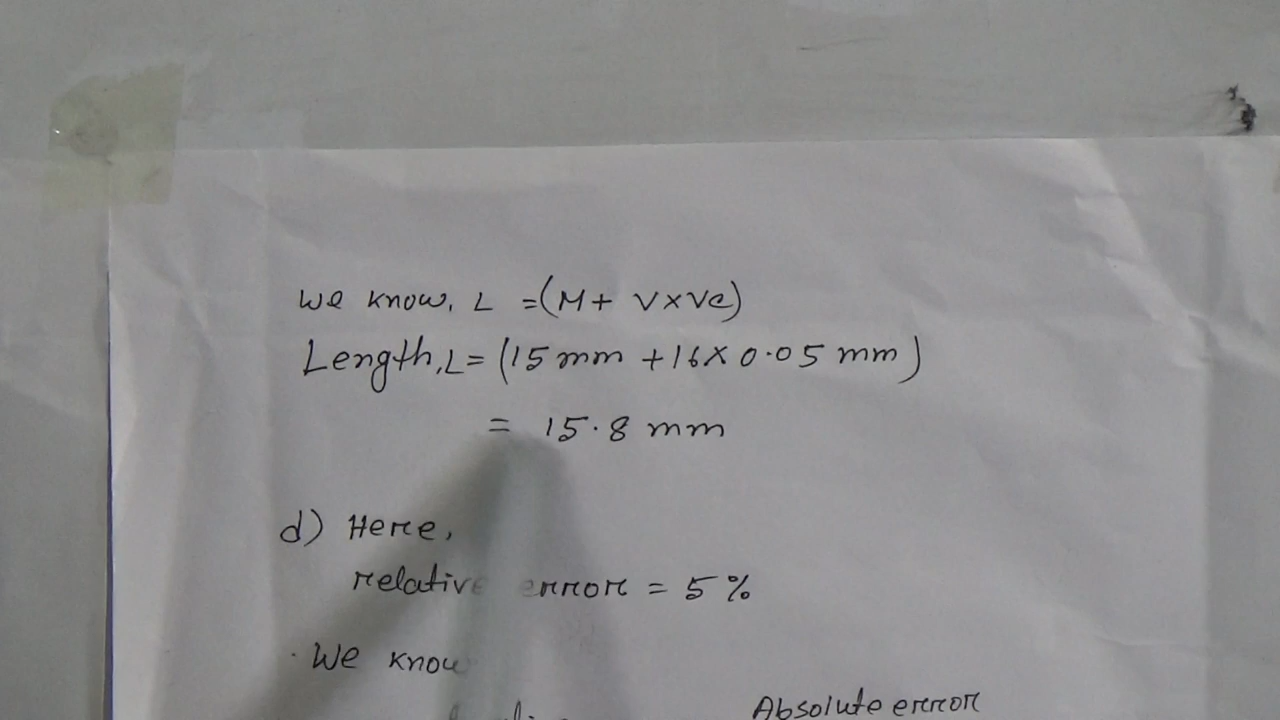 We know, L = (M + V×Vc)
Length, L = (15 mm + 16 × 0.05 mm)
= 15.8 mm
d) Here,
relative error = 5%
We know
Absolute error